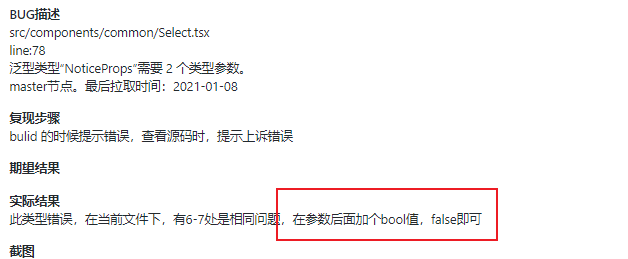 BUG描述
src/components/common/Select.tsx
line:78
泛型类型“NoticeProps”需要 2 个类型参数。
master节点。最后拉取时间：2021-01-08
复现步骤
bulid 的时候提示错误，查看源码时，提示上诉错误
期望结果
实际结果
此类型错误，在当前文件下，有6-7处是相同问题，在参数后面加个bool值，false即可
截图